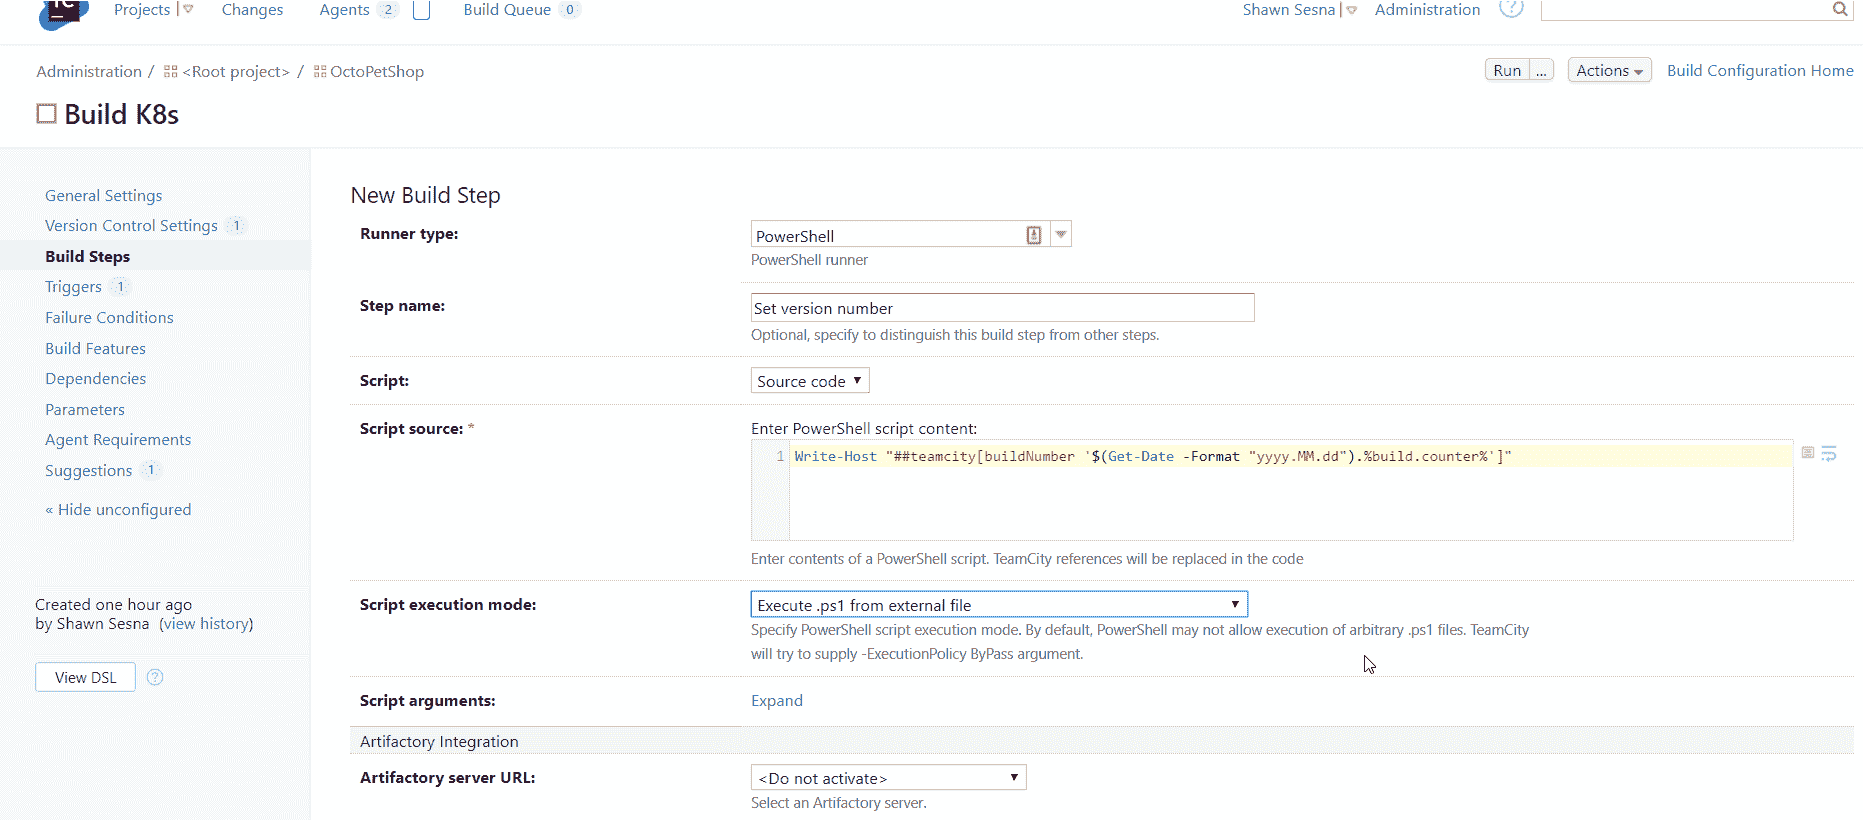 TC Projects Changes Agents 2 Build Queue 0 Shawn Sesna Administration ?
Administration / <Root project> / OctoPetShop Run ... Actions Build Configuration Home
Build K8s
General Settings
Version Control Settings 1
Build Steps
Triggers 1
Failure Conditions
Build Features
Dependencies
Parameters
Agent Requirements
Suggestions 1
« Hide unconfigured
Created one hour ago
by Shawn Sesna (view history)
View DSL ?
New Build Step
Runner type: PowerShell
PowerShell runner
Step name: Set version number
Optional, specify to distinguish this build step from other steps.
Script: Source code
Script source: * Enter PowerShell script content:
1 Write-Host "##teamcity[buildNumber '$(Get-Date -Format "yyyy.MM.dd").%build.counter%']"
Enter contents of a PowerShell script. TeamCity references will be replaced in the code
Script execution mode: Execute .ps1 from external file
Specify PowerShell script execution mode. By default, PowerShell may not allow execution of arbitrary .ps1 files. TeamCity
will try to supply -ExecutionPolicy ByPass argument.
Script arguments: Expand
Artifactory Integration
Artifactory server URL: <Do not activate>
Select an Artifactory server.